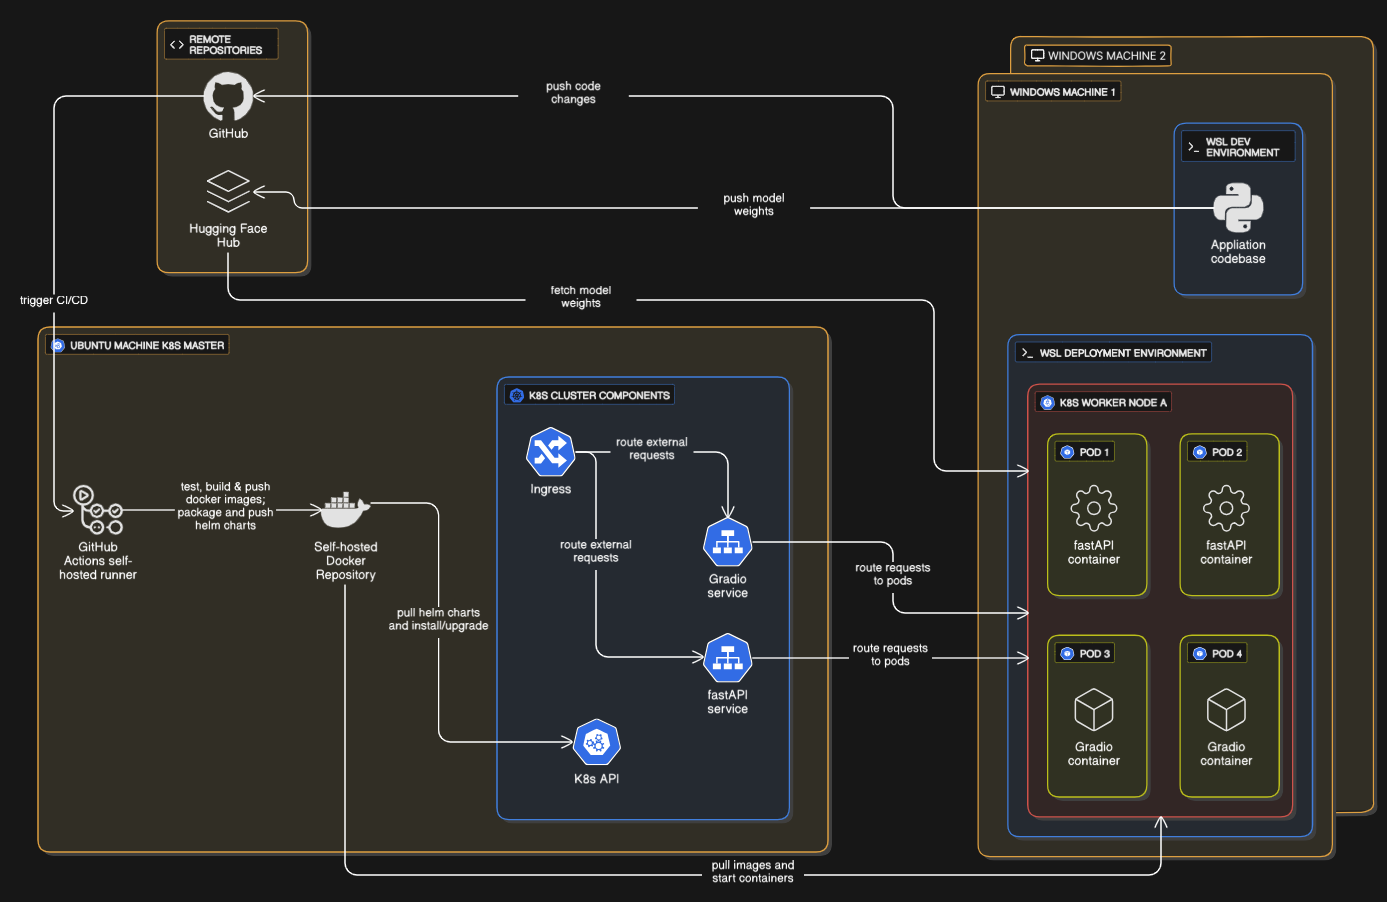 REMOTE
REPOSITORIES
GitHub
Hugging Face
Hub
push code
changes
push model
weights
fetch model
weights
trigger CI/CD
WINDOWS MACHINE 2
WINDOWS MACHINE 1
WSL DEV
ENVIRONMENT
Appliation
codebase
UBUNTU MACHINE K8S MASTER
GitHub
Actions self-
hosted runner
test, build & push
docker images;
package and push
helm charts
Self-hosted
Docker
Repository
pull helm charts
and install/upgrade
K8S CLUSTER COMPONENTS
Ingress
route external
requests
route external
requests
Gradio
service
fastAPI
service
K8s API
route requests
to pods
route requests
to pods
WSL DEPLOYMENT ENVIRONMENT
K8S WORKER NODE A
POD 1
fastAPI
container
POD 2
fastAPI
container
POD 3
Gradio
container
POD 4
Gradio
container
pull images and
start containers